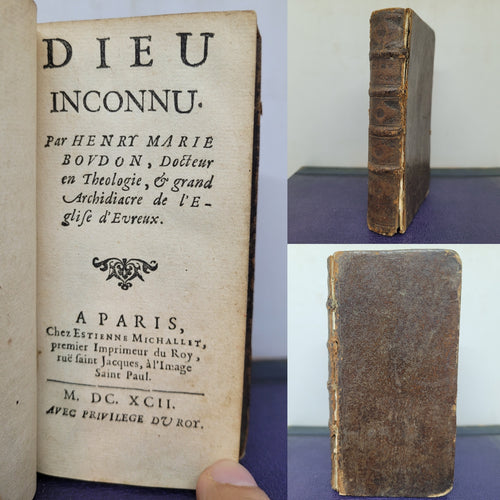 DIEU
INCONNU.
Par HENRY MARIE
BOVDON, Docteur
en Theologie, & grand
Archidiacre de l'E-
gliſe d'Evreux.
A PARIS,
Chez ESTIENNE MICHALLET,
premier Imprimeur du Roy,
ruë ſaint Jacques, à l'Image
Saint Paul.
M. DC. XCII.
AVEC PRIVILEGE DU ROY.